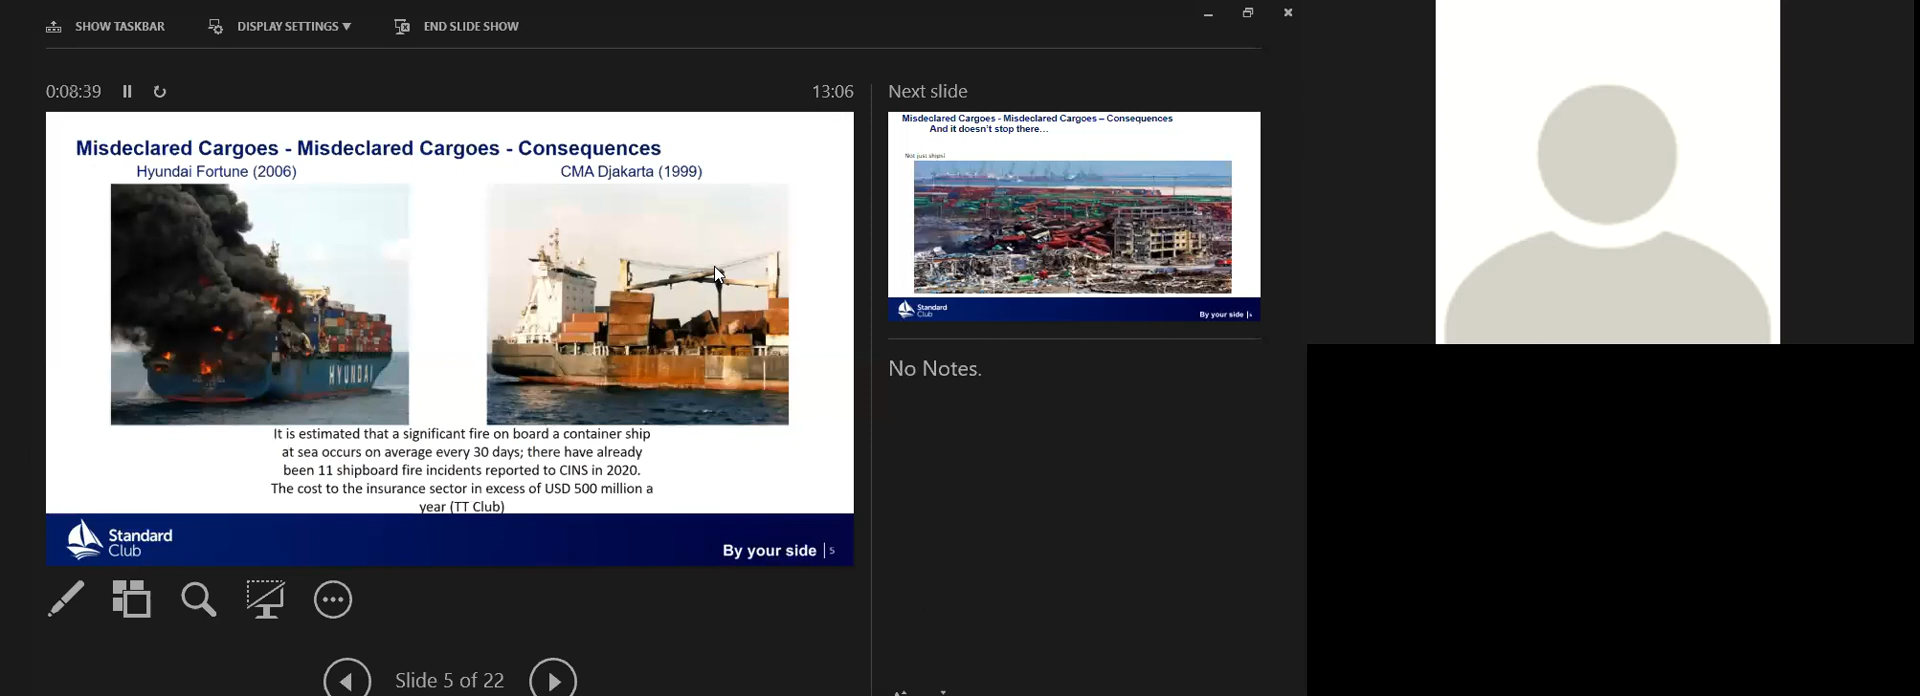 SHOW TASKBAR
DISPLAY SETTINGS ▼
END SLIDE SHOW
0:08:39
13:06
Misdeclared Cargoes - Misdeclared Cargoes - Consequences
Hyundai Fortune (2006)
CMA Djakarta (1999)
HYUNDAI
It is estimated that a significant fire on board a container ship
at sea occurs on average every 30 days; there have already
been 11 shipboard fire incidents reported to CINS in 2020.
The cost to the insurance sector in excess of USD 500 million a
year (TT Club)
Standard
Club
By your side | 5
Slide 5 of 22
Next slide
Misdeclared Cargoes - Misdeclared Cargoes – Consequences
And it doesn't stop there...
Not just ships!
Standard
Club
By your side |
No Notes.